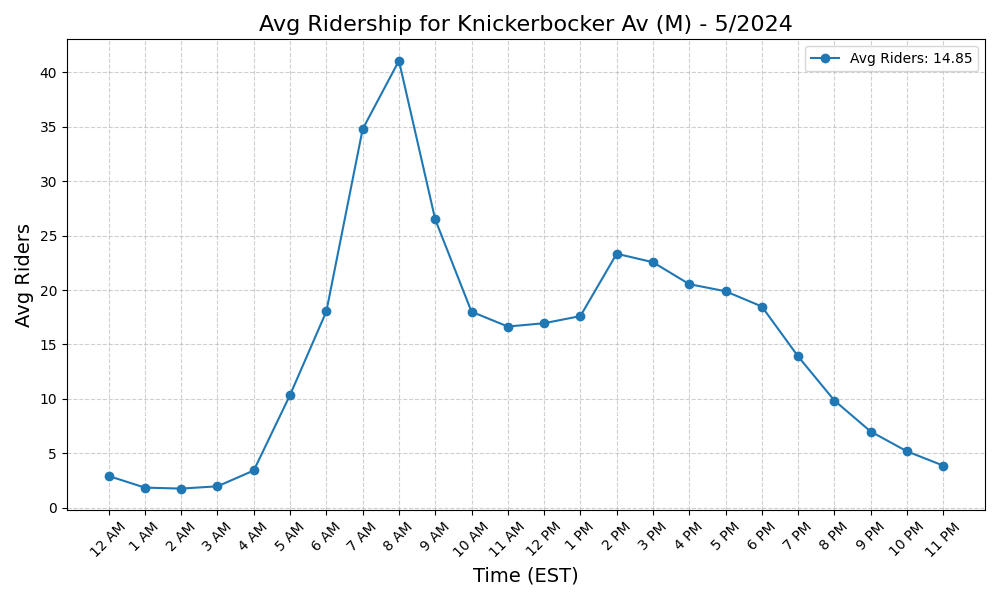 Avg Ridership for Knickerbocker Av (M) - 5/2024
Avg Riders: 14.85
Avg Riders
40
35
30
25
20
15
10
5
0
12 AM
1 AM
2 AM
3 AM
4 AM
5 AM
6 AM
7 AM
8 AM
9 AM
10 AM
11 AM
12 PM
1 PM
2 PM
3 PM
4 PM
5 PM
6 PM
7 PM
8 PM
9 PM
10 PM
11 PM
Time (EST)